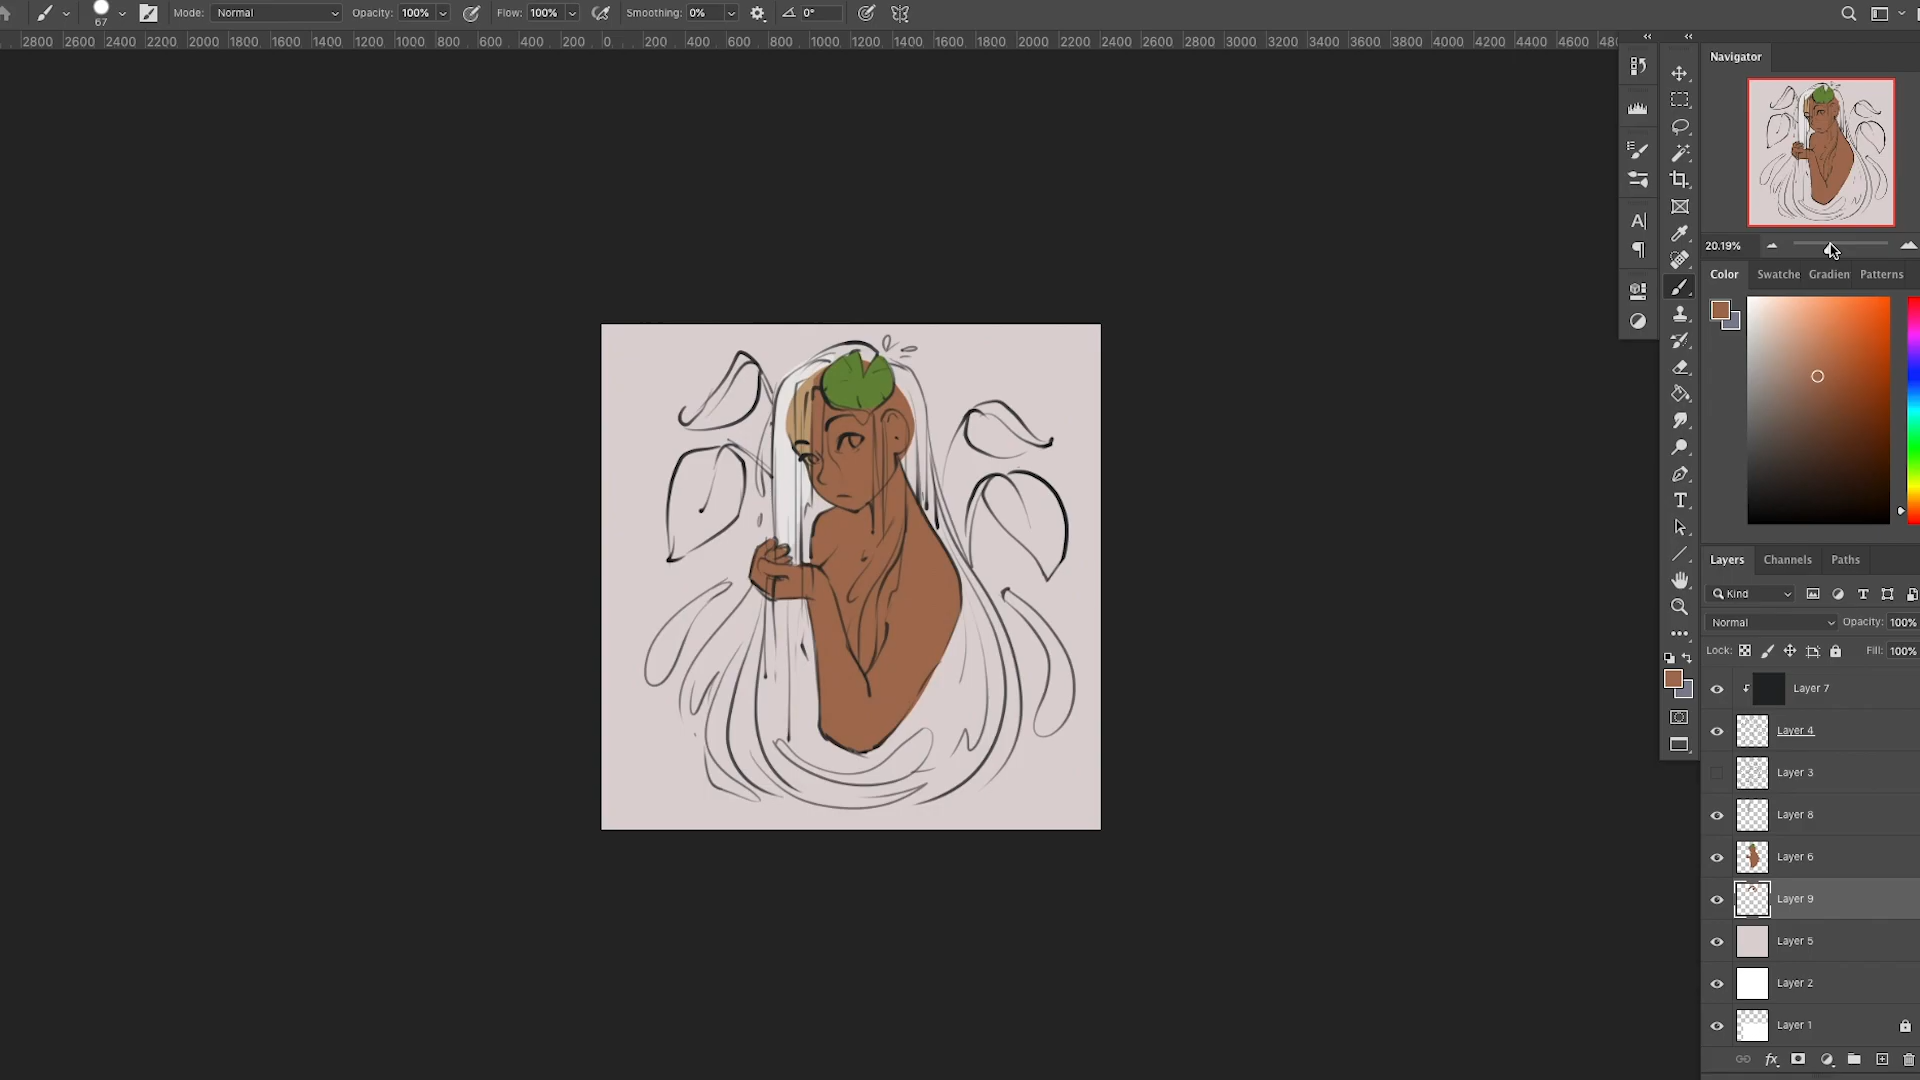 67 Mode: Normal Opacity: 100% Flow: 100% Smoothing: 0% 0°
2800 2600 2400 2200 2000 1800 1600 1400 1200 1000 800 600 400 200 0 200 400 600 800 1000 1200 1400 1600 1800 2000 2200 2400 2600 2800 3000 3200 3400 3600 3800 4000 4200 4400 4600
Navigator
20.19%
Color Swatche Gradien Patterns
Layers Channels Paths
Kind
Normal Opacity: 100%
Lock: Fill: 100%
Layer 7
Layer 4
Layer 3
Layer 8
Layer 6
Layer 9
Layer 5
Layer 2
Layer 1